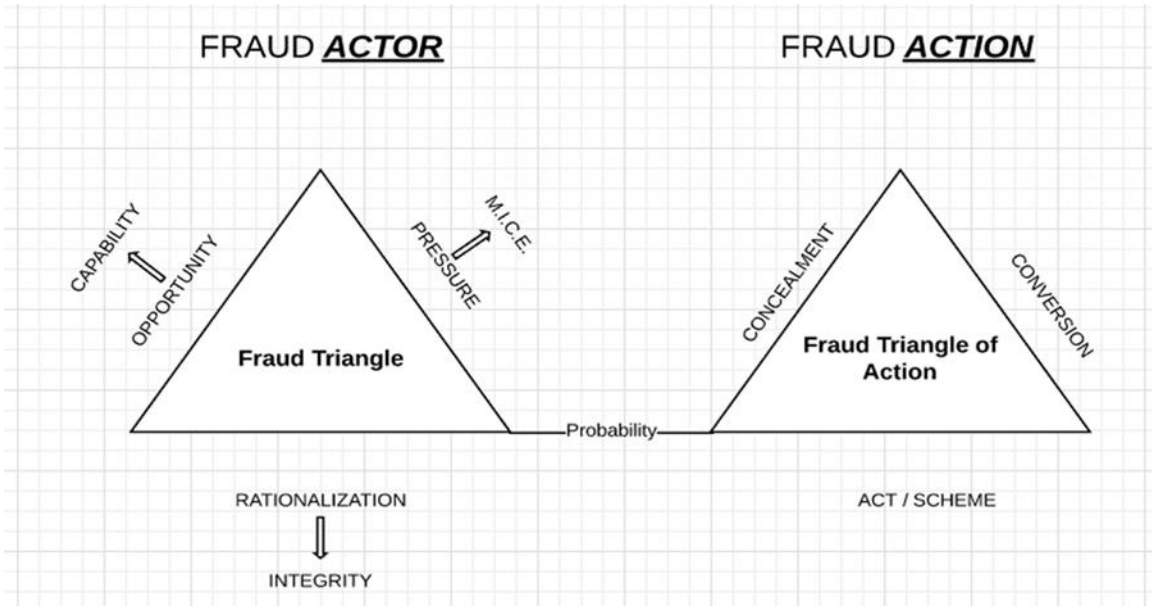 FRAUD ACTOR
FRAUD ACTION
CAPABILITY
OPPORTUNITY
PRESSURE
M.I.C.E.
Fraud Triangle
RATIONALIZATION
INTEGRITY
Probability
CONCEALMENT
CONVERSION
Fraud Triangle of
Action
ACT / SCHEME